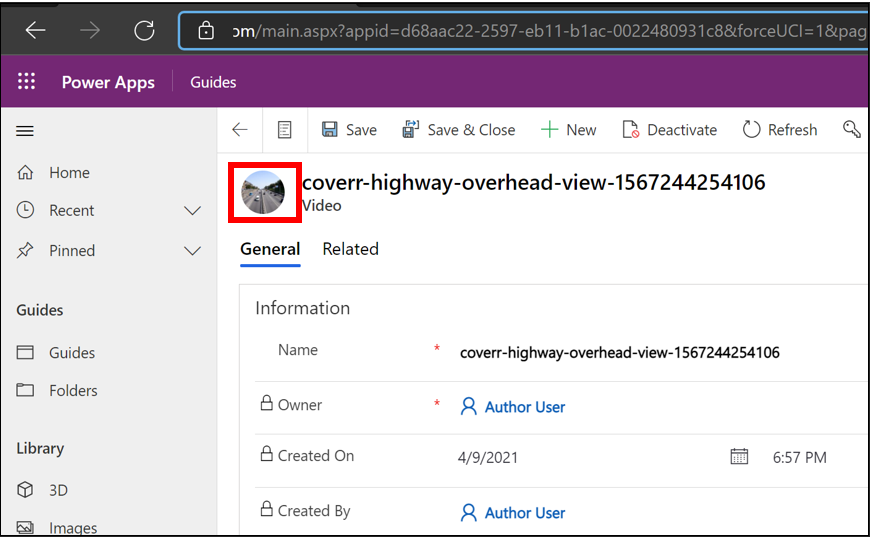 om/main.aspx?appid=d68aac22-2597-eb11-b1ac-0022480931c8&forceUCI=1&pag
Power Apps Guides
Save Save & Close New Deactivate Refresh
Home
Recent
Pinned
Guides
Guides
Folders
Library
3D
Images
coverr-highway-overhead-view-1567244254106
Video
General Related
Information
Name * coverr-highway-overhead-view-1567244254106
Owner * Author User
Created On 4/9/2021 6:57 PM
Created By Author User